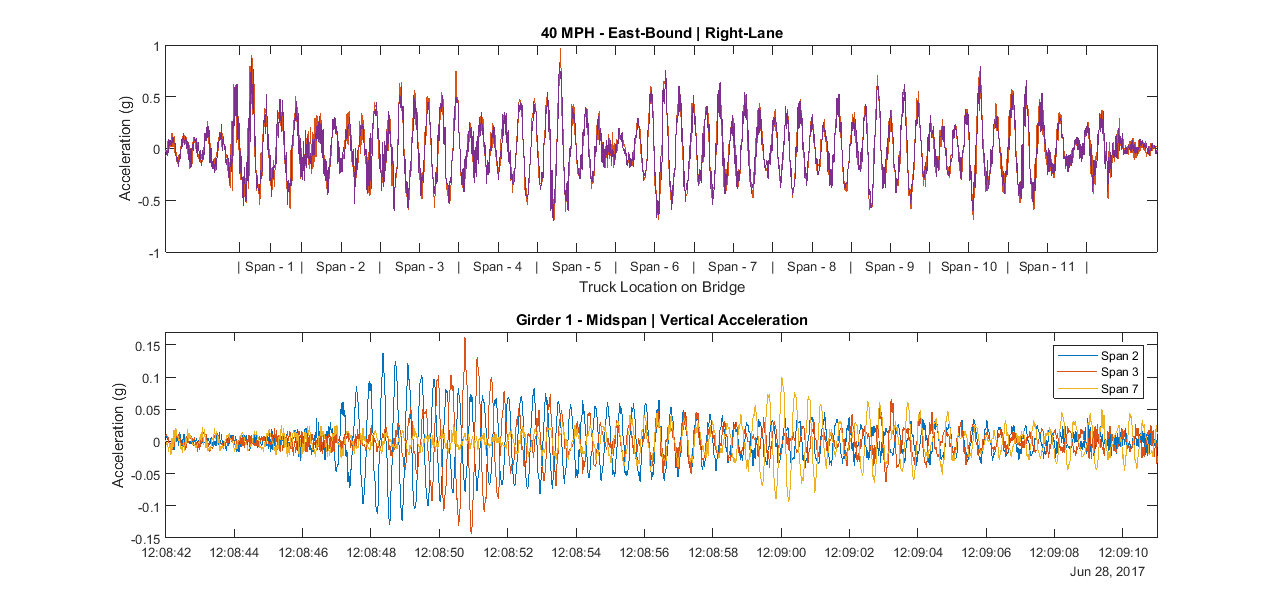 40 MPH - East-Bound | Right-Lane
1
0.5
0
-0.5
-1
Acceleration (g)
| Span - 1 | Span - 2 | Span - 3 | Span - 4 | Span - 5 | Span - 6 | Span - 7 | Span - 8 | Span - 9 | Span - 10 | Span - 11 |
Truck Location on Bridge
Girder 1 - Midspan | Vertical Acceleration
0.15
0.1
0.05
0
-0.05
-0.1
-0.15
Acceleration (g)
Span 2
Span 3
Span 7
12:08:42 12:08:44 12:08:46 12:08:48 12:08:50 12:08:52 12:08:54 12:08:56 12:08:58 12:09:00 12:09:02 12:09:04 12:09:06 12:09:08 12:09:10
Jun 28, 2017